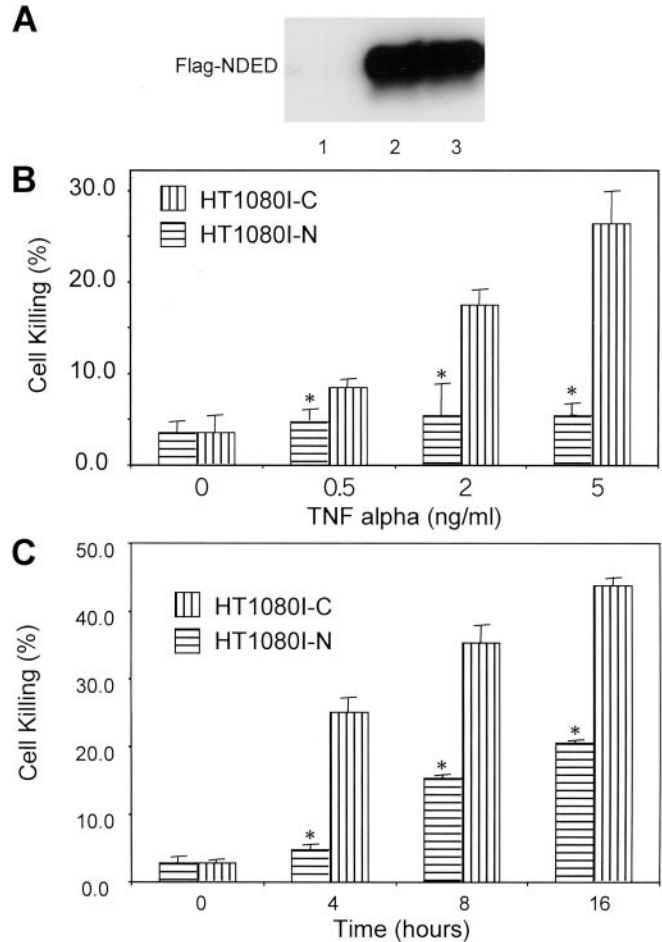 A
Flag-NDED
1 2 3
B
30.0
20.0
10.0
0.0
Cell Killing (%)
HT1080I-C
HT1080I-N
* * *
0 0.5 2 5
TNF alpha (ng/ml)
C
50.0
40.0
30.0
20.0
10.0
0.0
Cell Killing (%)
HT1080I-C
HT1080I-N
* * *
0 4 8 16
Time (hours)